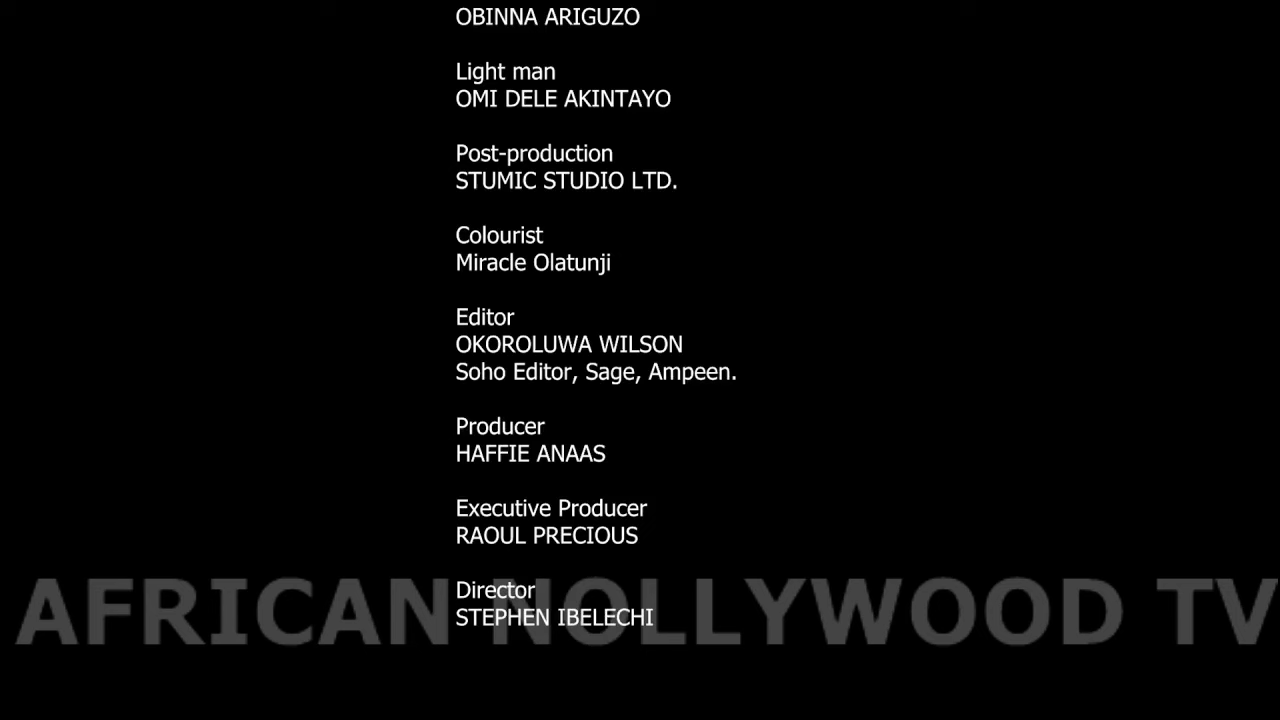 OBINNA ARIGUZO
Light man
OMI DELE AKINTAYO
Post-production
STUMIC STUDIO LTD.
Colourist
Miracle Olatunji
Editor
OKOROLUWA WILSON
Soho Editor, Sage, Ampeen.
Producer
HAFFIE ANAAS
Executive Producer
RAOUL PRECIOUS
Director
STEPHEN IBELECHI
AFRICAN NOLLYWOOD TV